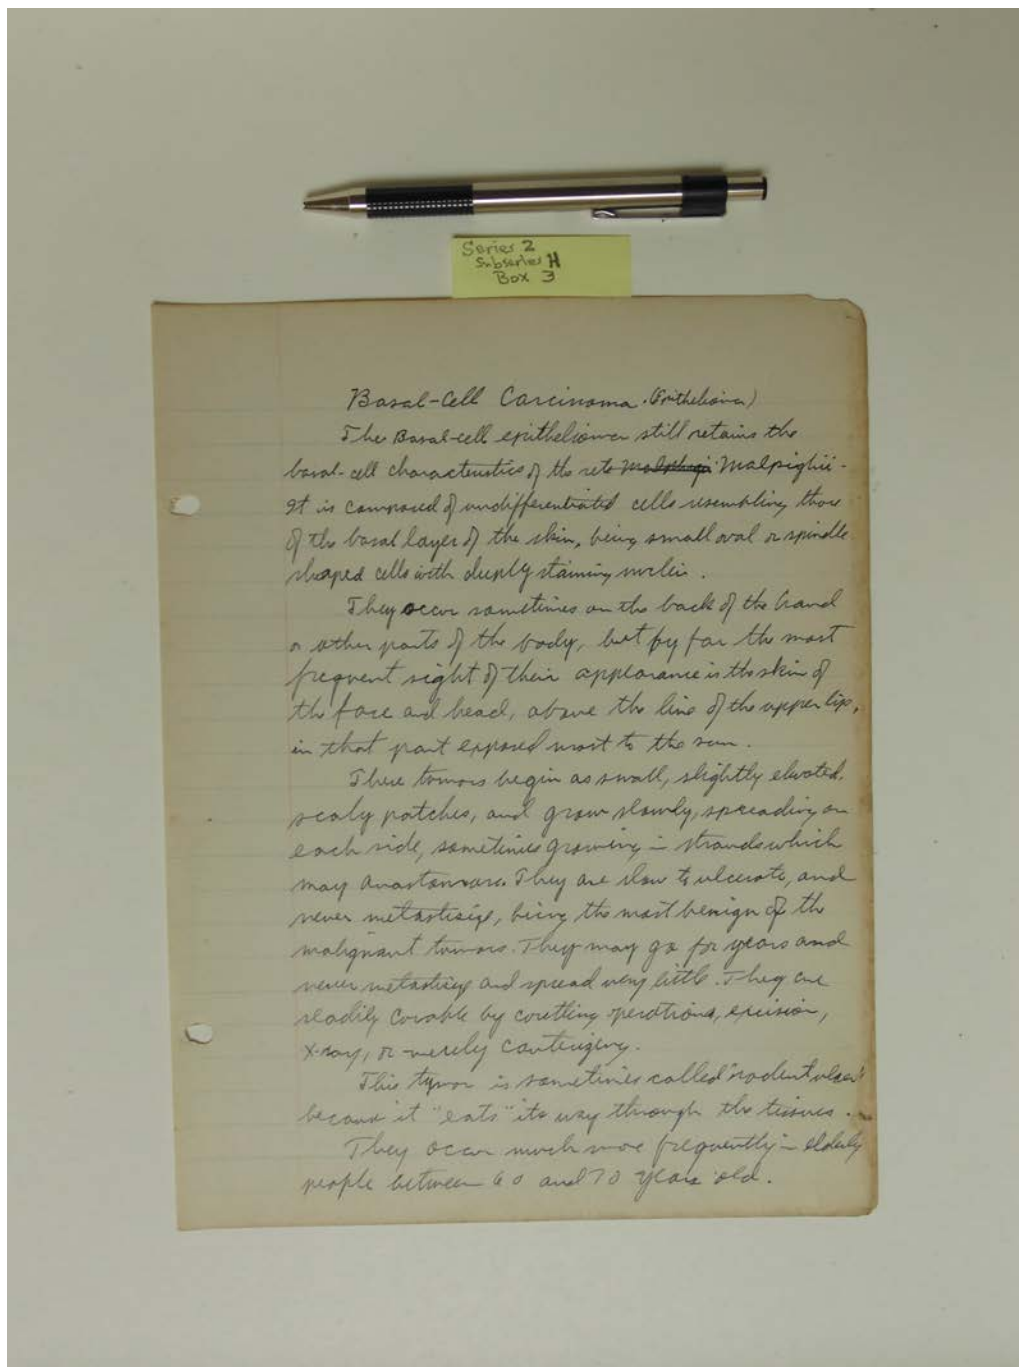 Series 2
Subseries H
Box 3
Basal-Cell Carcinoma. (Epithelioma)
The Basal-cell epithelioma still retains the
basal-cell characteristics of the rete Malpighii.
It is composed of undifferentiated cells resembling those
of the basal layer of the skin, being small oval or spindle
shaped cells with deeply staining nuclei.
They occur sometimes on the back of the hand
or other parts of the body, but by far the most
frequent sight of their appearance is the skin of
the face and head, above the line of the upper lip,
in that part exposed most to the sun.
These tumors begin as small, slightly elevated,
scaly patches, and grow slowly, spreading on
each side, sometimes growing in strands which
may anastomose. They are slow to ulcerate, and
never metastisize, being the most benign of the
malignant tumors. They may go for years and
never metastisize and spread very little. They are
readily curable by curetting operations, excision,
X-ray, or merely cauterizing.
This tumor is sometimes called "rodent ulcer"
because it "eats" its way through the tissues.
They occur much more frequently in elderly
people between 60 and 70 years old.